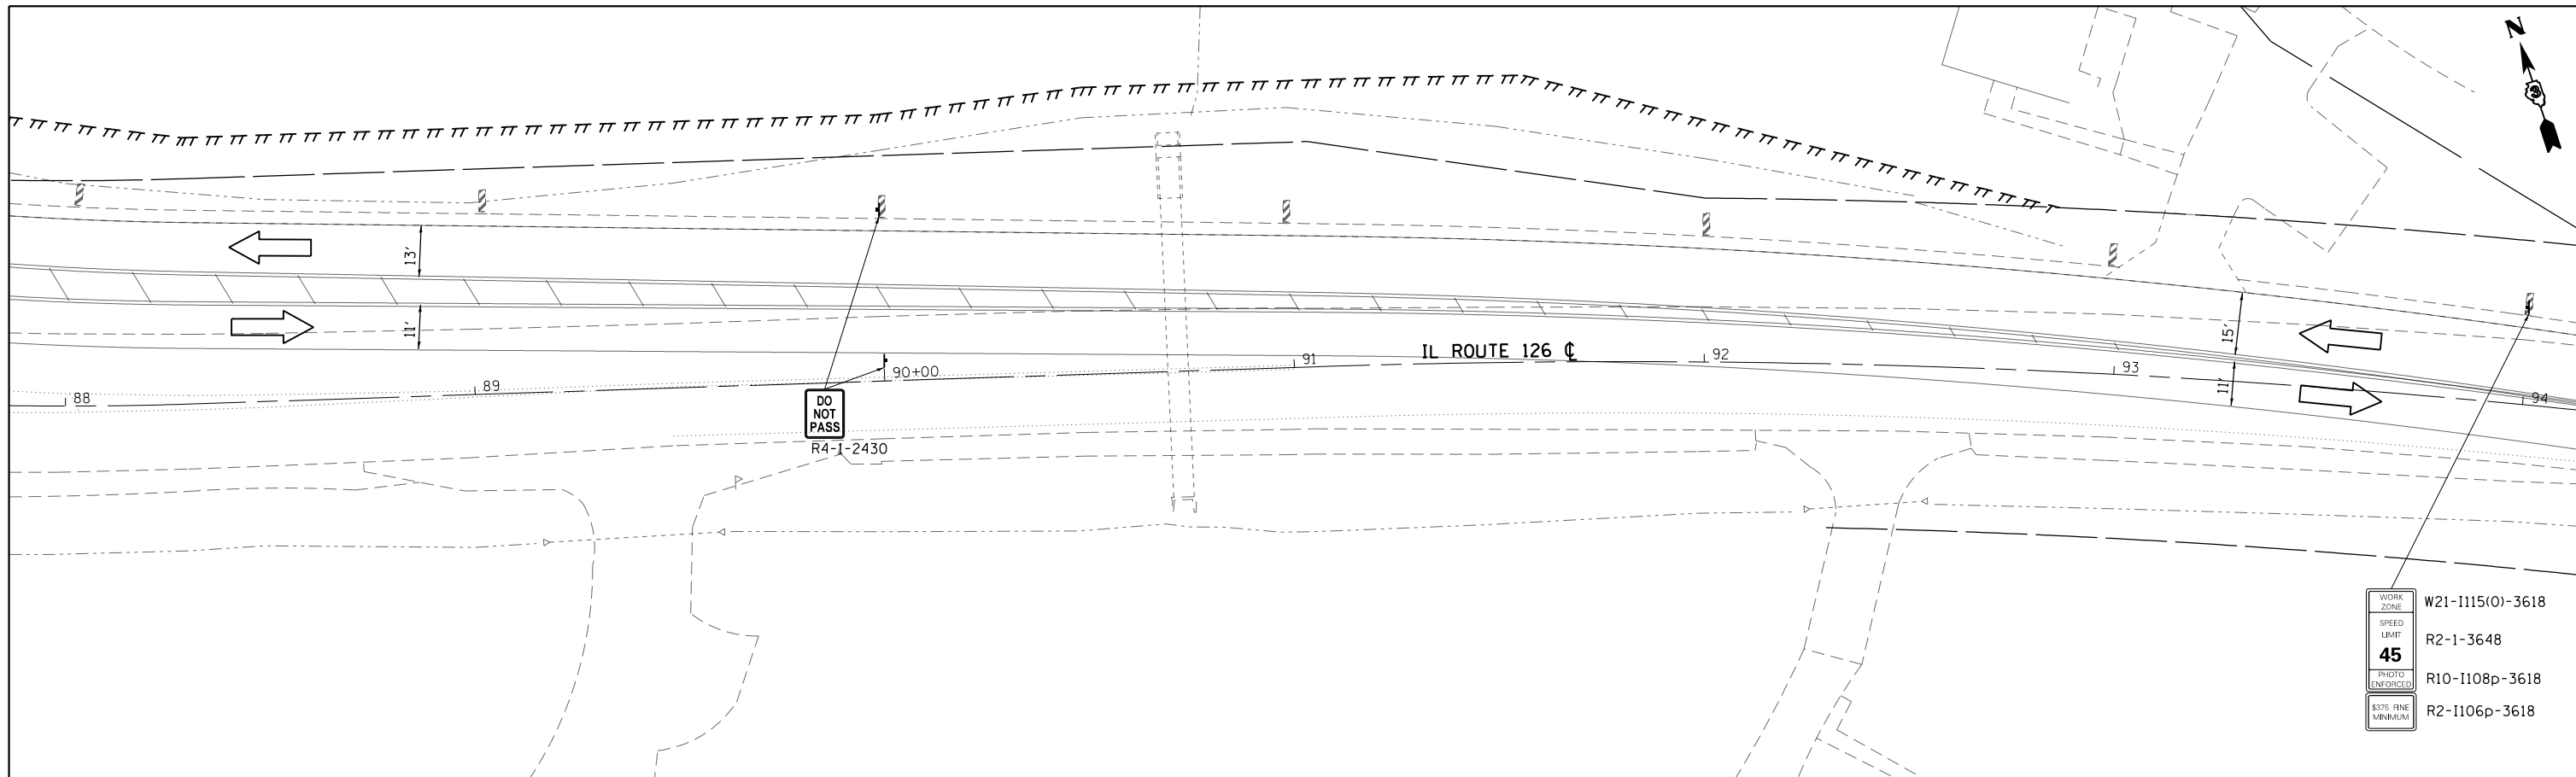 N
3
13'
11'
IL ROUTE 126 ℄
15'
11'
88
89
90+00
91
92
93
94
DO
NOT
PASS
R4-1-2430
WORK
ZONE
W21-I115(O)-3618
SPEED
LIMIT
45
R2-1-3648
PHOTO
ENFORCED
R10-I108p-3618
$375 FINE
MINIMUM
R2-I106p-3618